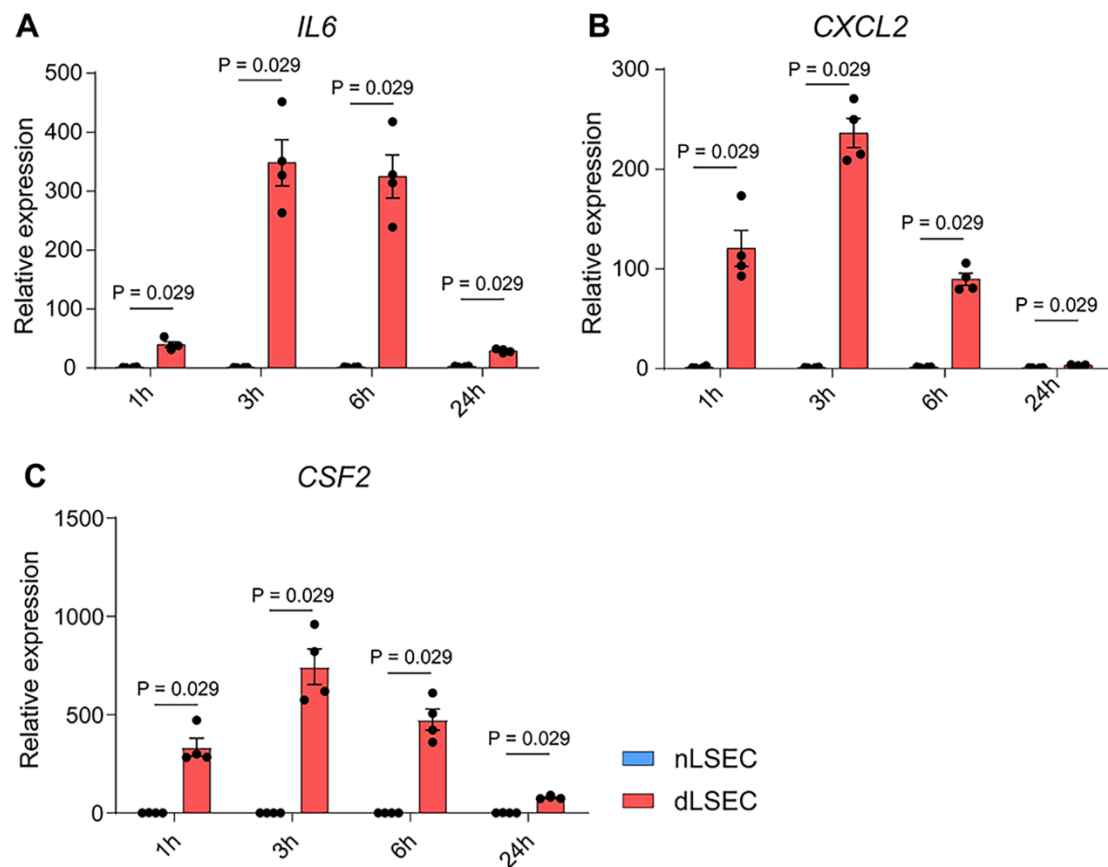 A
IL6
Relative expression
500
400
300
200
100
0
P = 0.029
P = 0.029
P = 0.029
P = 0.029
1h
3h
6h
24h
B
CXCL2
Relative expression
300
200
100
0
P = 0.029
P = 0.029
P = 0.029
P = 0.029
1h
3h
6h
24h
C
CSF2
Relative expression
1500
1000
500
0
P = 0.029
P = 0.029
P = 0.029
P = 0.029
1h
3h
6h
24h
nLSEC
dLSEC